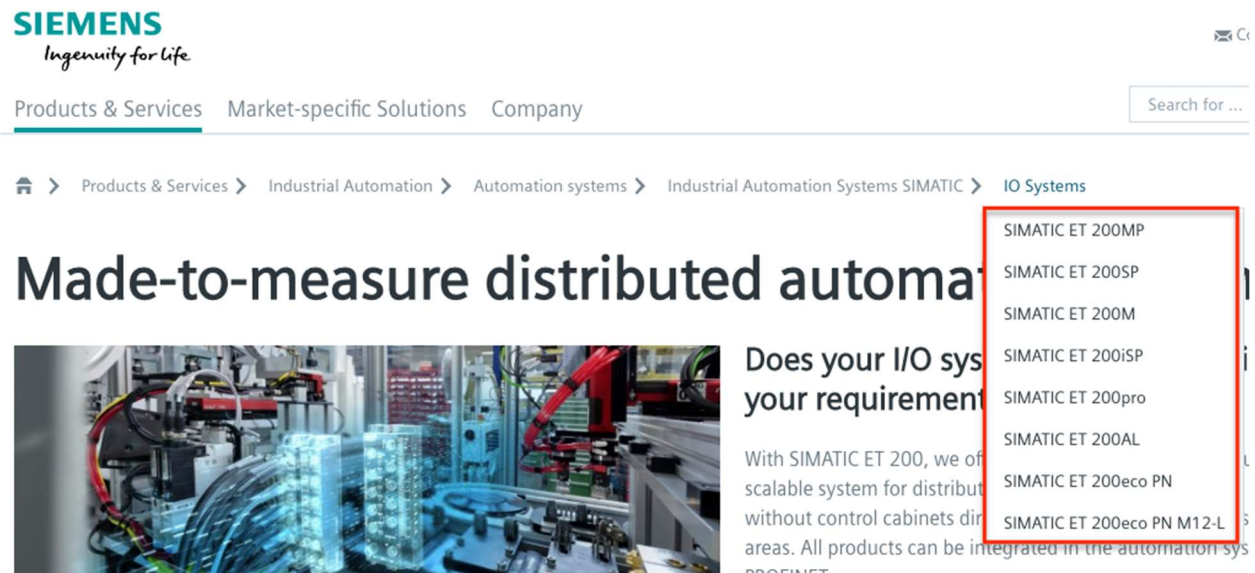 SIEMENS
Ingenuity for life
Co
Products & Services Market-specific Solutions Company
Search for ...
Products & Services Industrial Automation Automation systems Industrial Automation Systems SIMATIC IO Systems
SIMATIC ET 200MP
SIMATIC ET 200SP
SIMATIC ET 200M
SIMATIC ET 200iSP
SIMATIC ET 200pro
SIMATIC ET 200AL
SIMATIC ET 200eco PN
SIMATIC ET 200eco PN M12-L
Made-to-measure distributed automa
Does your I/O sys
your requirement
With SIMATIC ET 200, we of
scalable system for distribut
without control cabinets dir
areas. All products can be integrated in the automation sys
PROFINET